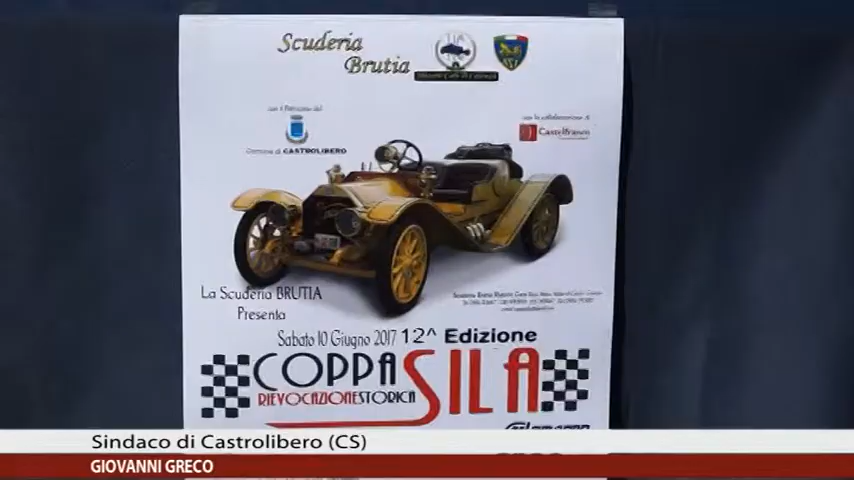 Scuderia
Brutia
con il Patrocinio del
Comune di CASTROLIBERO
con la collaborazione di
Castelfranco
La Scuderia BRUTIA
Presenta
Sabato 10 Giugno 2017 12^ Edizione
COPPA SILA
RIEVOCAZIONE STORICA
Sindaco di Castrolibero (CS)
GIOVANNI GRECO